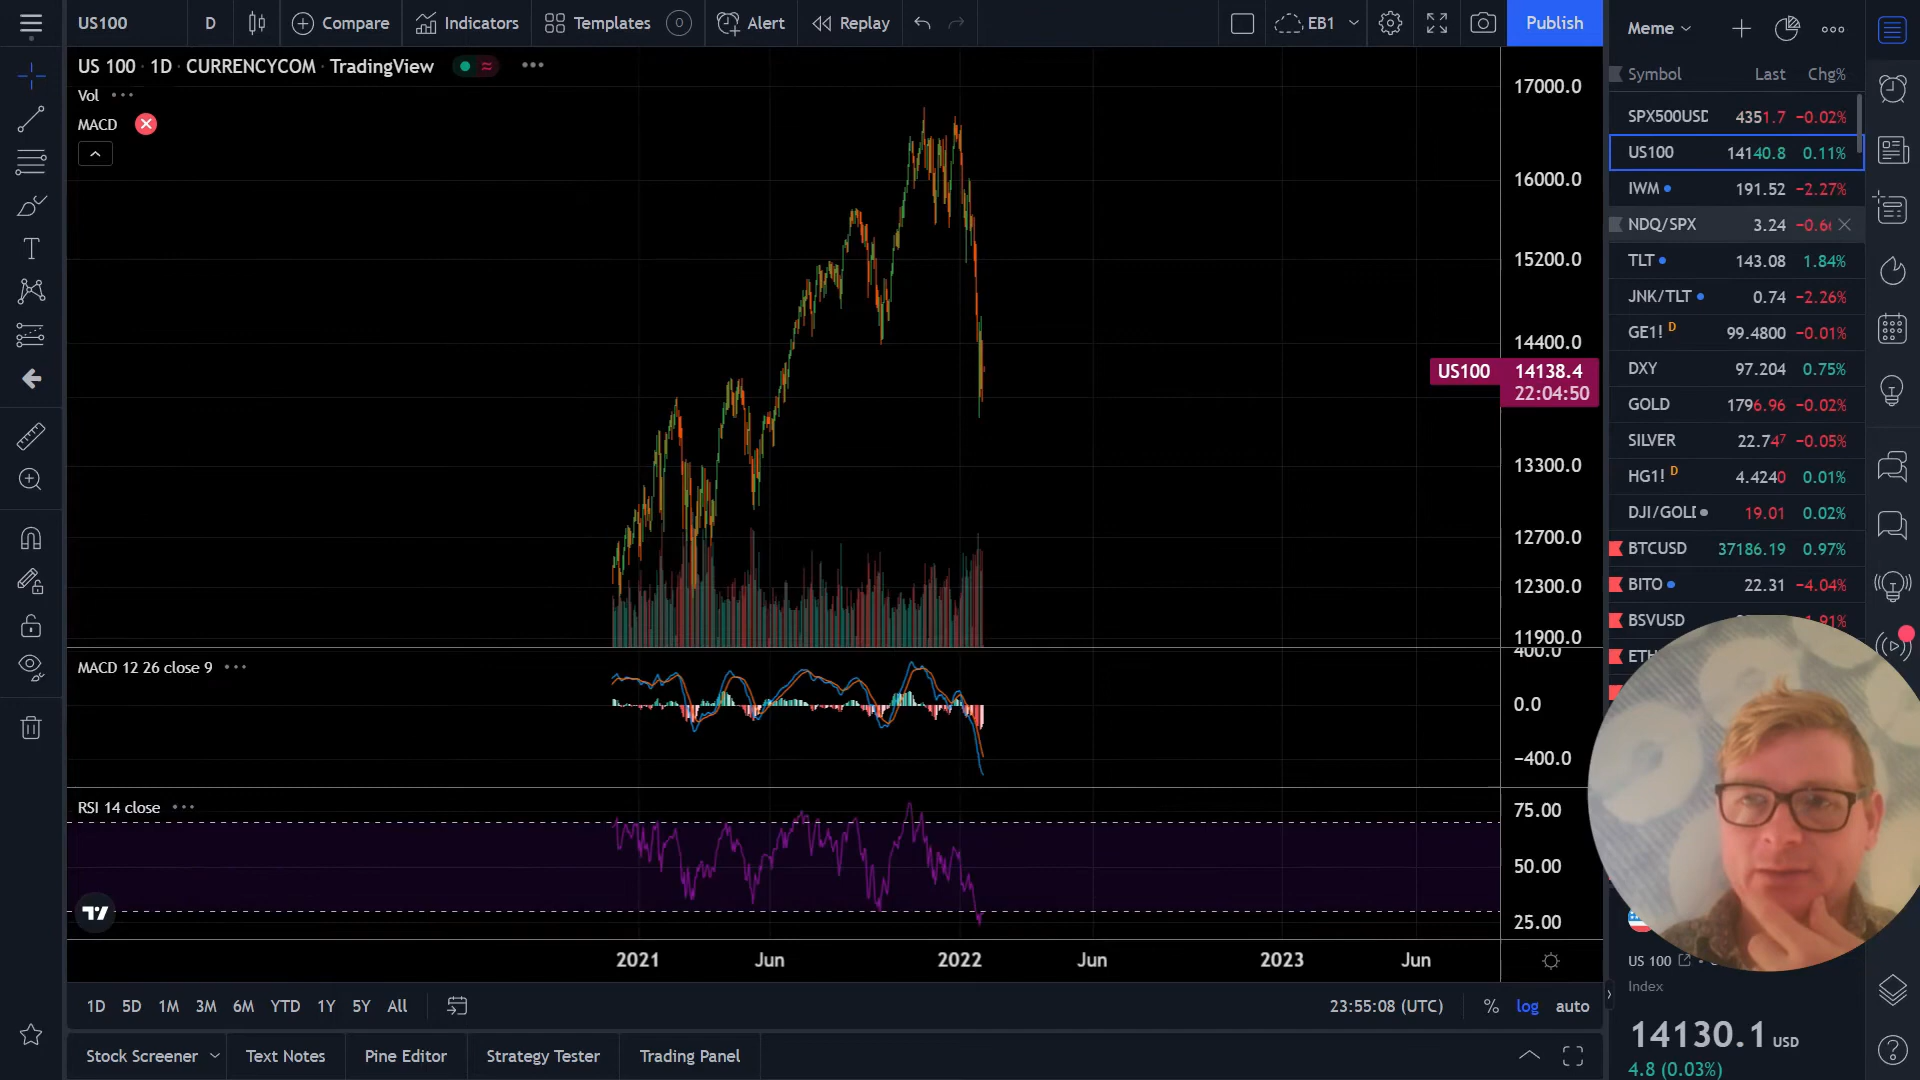 US100 D Compare Indicators Templates Alert Replay EB1 Publish
US 100 · 1D · CURRENCYCOM · TradingView
Vol
MACD
17000.0
16000.0
15200.0
14400.0
US100 14138.4
22:04:50
13300.0
12700.0
12300.0
11900.0
MACD 12 26 close 9
400.0
0.0
−400.0
RSI 14 close
75.00
50.00
25.00
2021 Jun 2022 Jun 2023 Jun
1D 5D 1M 3M 6M YTD 1Y 5Y All
23:55:08 (UTC) % log auto
Stock Screener Text Notes Pine Editor Strategy Tester Trading Panel
Meme
Symbol Last Chg%
SPX500USD 4351.7 −0.02%
US100 14140.8 0.11%
IWM 191.52 −2.27%
NDQ/SPX 3.24
TLT 143.08 1.84%
JNK/TLT 0.74 −2.26%
GE1! D 99.4800 −0.01%
DXY 97.204 0.75%
GOLD 1796.96 −0.02%
SILVER 22.747 −0.05%
HG1! D 4.4240 0.01%
DJI/GOLD 19.01 0.02%
BTCUSD 37186.19 0.97%
BITO 22.31 −4.04%
BSVUSD
US 100
Index
14130.1 USD
4.8 (0.03%)